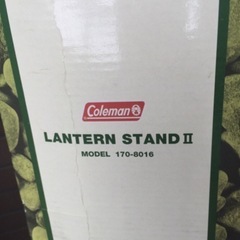 Coleman
LANTERN STAND II
MODEL 170-8016